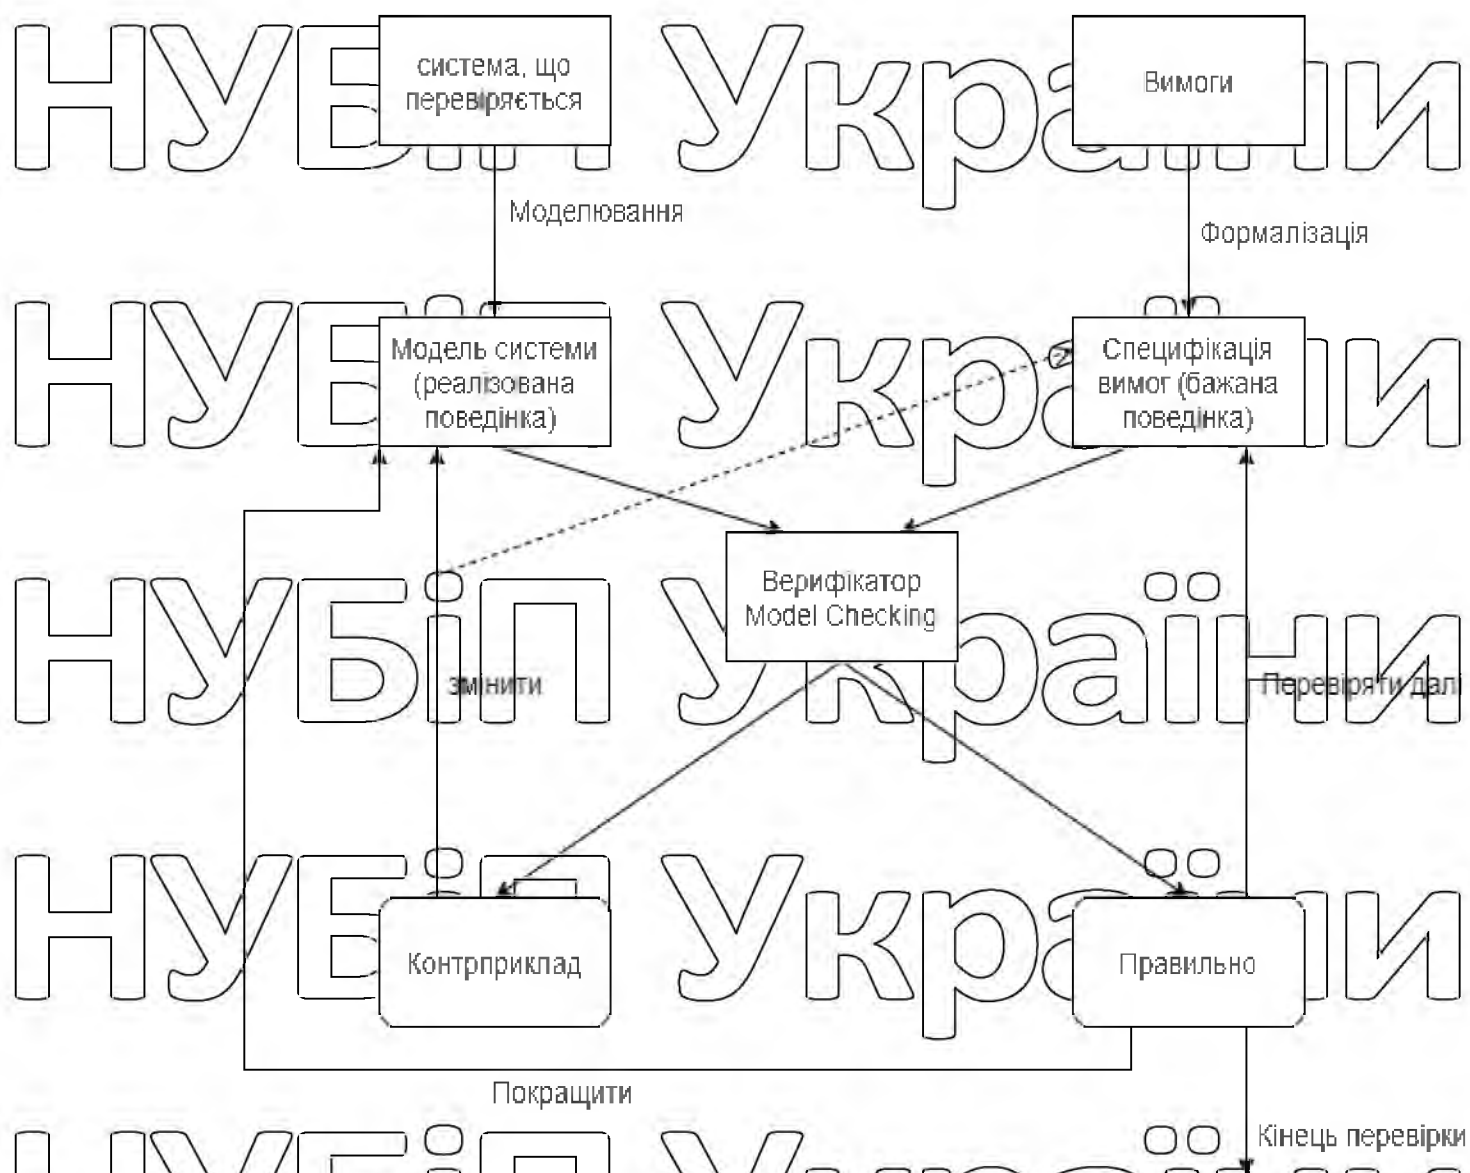 НУБіП України
система, що
перевіряється
Вимоги
Моделювання
Формалізація
НУБіП України
Модель системи
(реалізована
поведінка)
Специфікація
вимог (бажана
поведінка)
НУБіП України
Верифікатор
Model Checking
змінити
Перевіряти далі
НУБіП України
Контрприклад
Правильно
Покращити
Кінець перевірки
НУБіП України